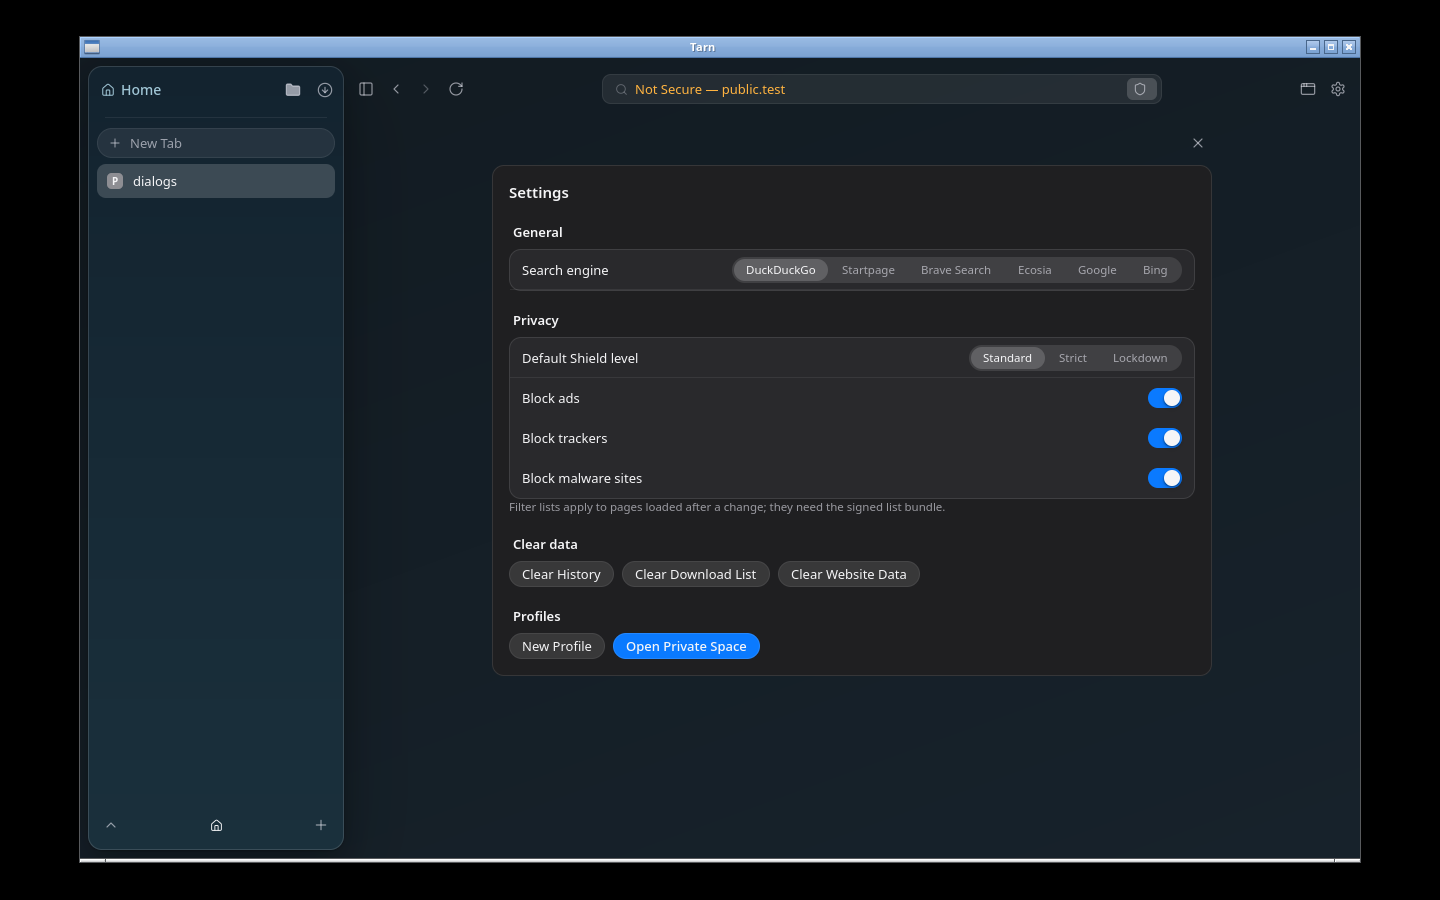 Tarn
Home
Not Secure — public.test
New Tab
P dialogs
Settings
General
Search engine DuckDuckGo Startpage Brave Search Ecosia Google Bing
Privacy
Default Shield level Standard Strict Lockdown
Block ads
Block trackers
Block malware sites
Filter lists apply to pages loaded after a change; they need the signed list bundle.
Clear data
Clear History Clear Download List Clear Website Data
Profiles
New Profile Open Private Space